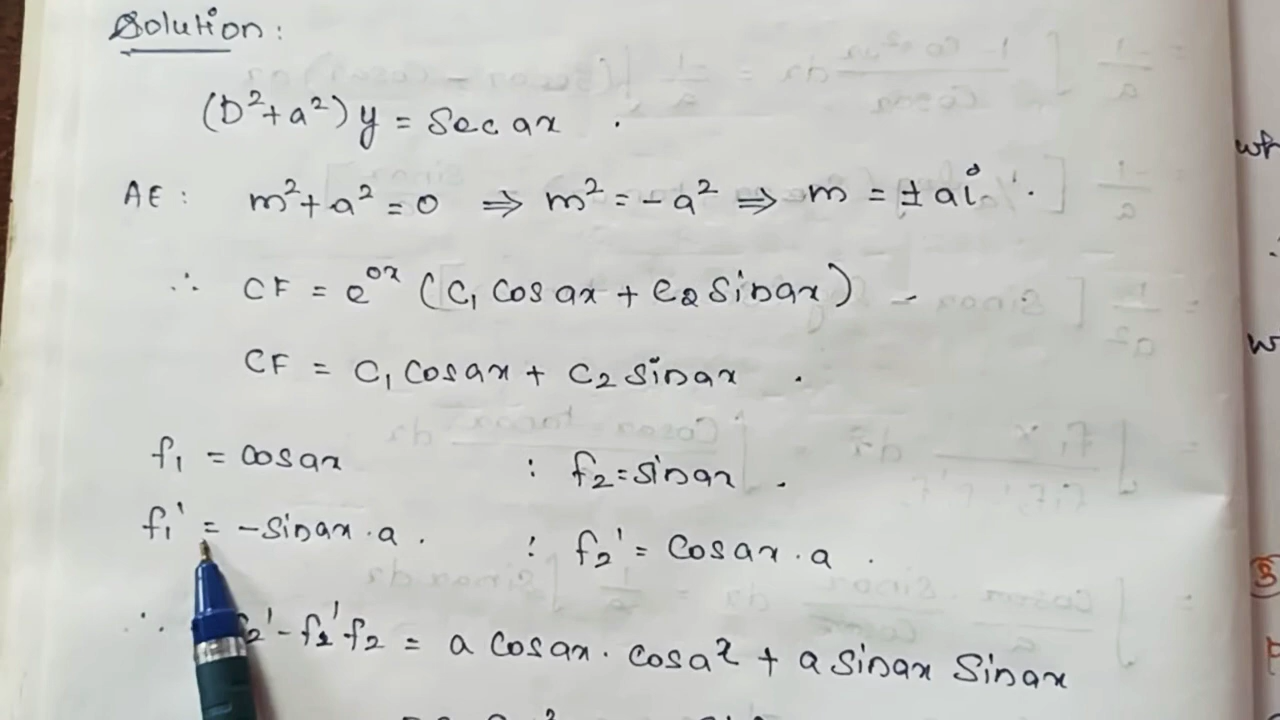 Solution:
(D²+a²)y = Sec ax .
AE: m²+a²=0 ⇒ m²=-a² ⇒ m = ±ai .
∴ CF = e⁰ˣ (C₁ Cos ax + C₂ Sin ax)
CF = C₁ Cos ax + C₂ Sin ax .
f₁ = cos ax : f₂ = sin ax .
f₁' = -Sin ax · a . : f₂' = Cos ax · a .
∴ ₂' - f₁' f₂ = a Cos ax · cos a² + a Sin ax Sin ax